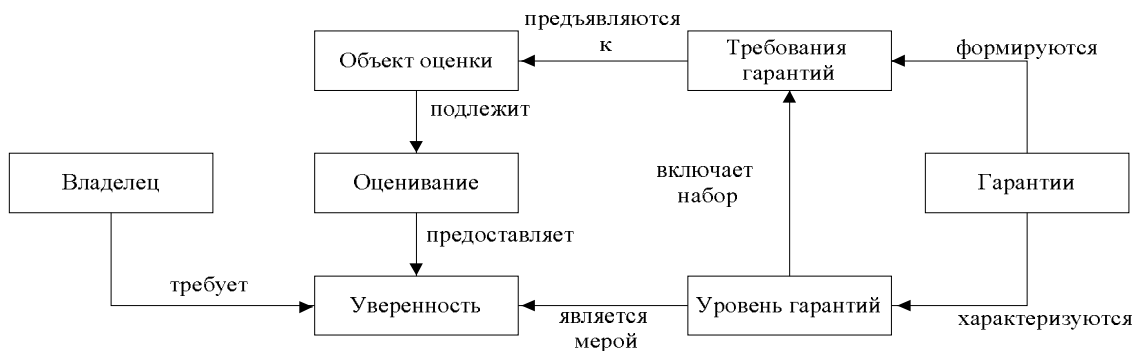 предъявляются
к
Объект оценки
Требования
гарантий
формируются
подлежит
Владелец
Оценивание
включает
набор
Гарантии
предоставляет
требует
Уверенность
является
мерой
Уровень гарантий
характеризуются